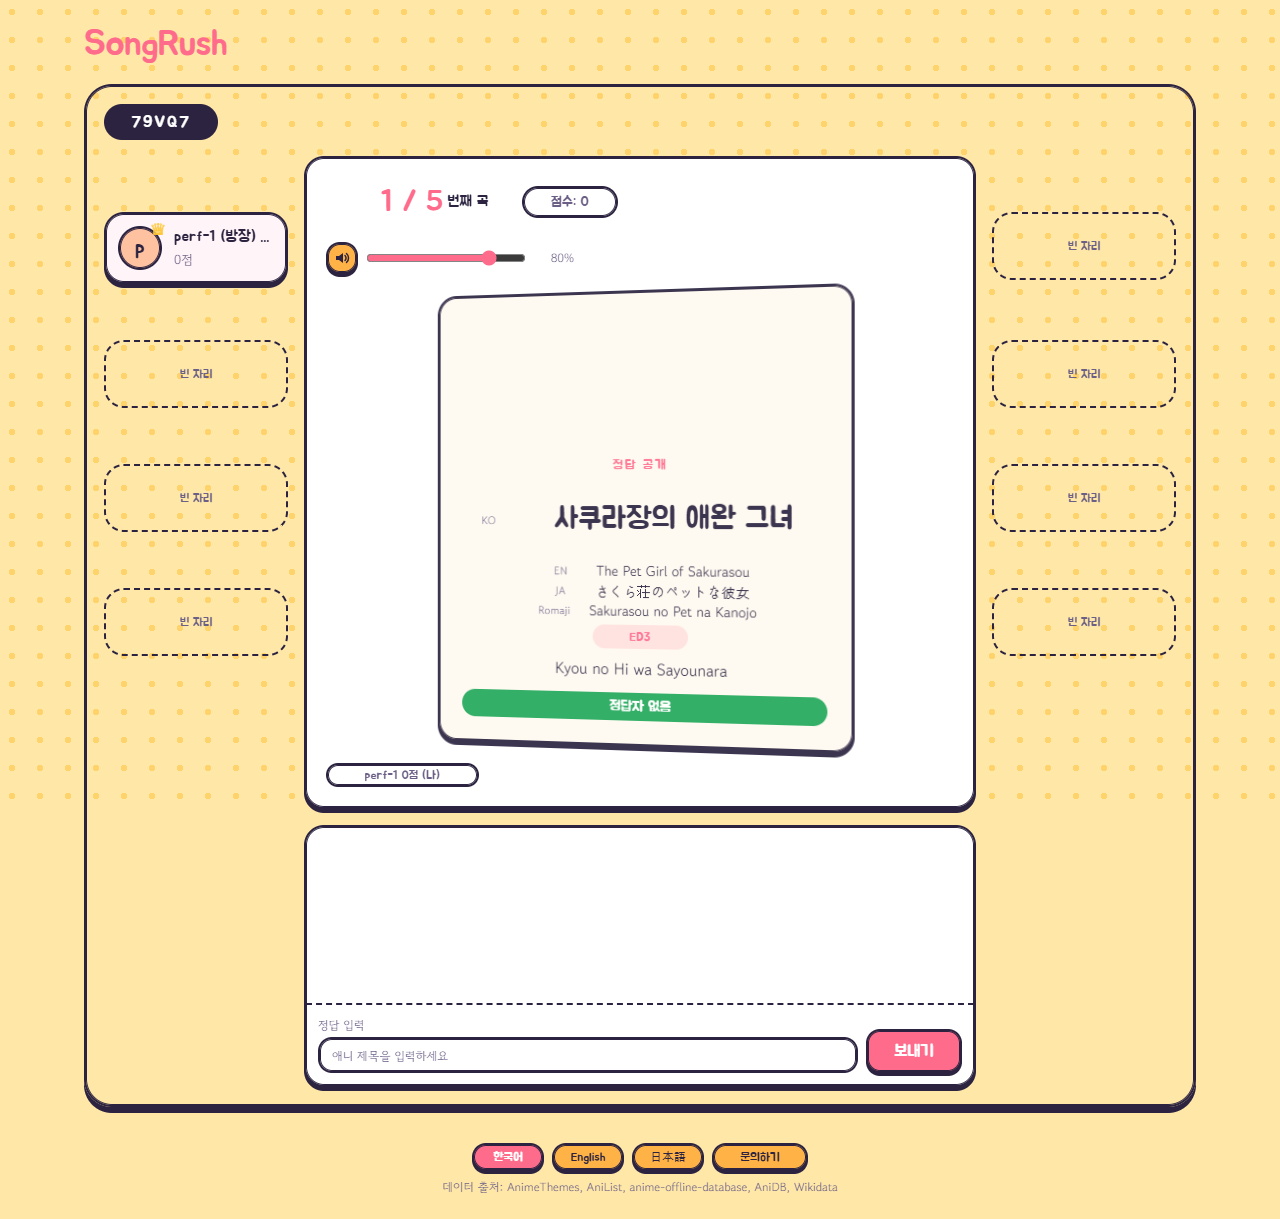 SongRush
79VQ7
1 / 5 번째 곡
점수: 0
P
perf-1 (방장) ...
0점
80%
빈 자리
빈 자리
빈 자리
빈 자리
빈 자리
빈 자리
빈 자리
정답 공개
KO 사쿠라장의 애완 그녀
EN The Pet Girl of Sakurasou
JA さくら荘のペットな彼女
Romaji Sakurasou no Pet na Kanojo
ED3
Kyou no Hi wa Sayounara
정답자 없음
perf-1 0점 (나)
정답 입력
애니 제목을 입력하세요
보내기
한국어
English
日本語
문의하기
데이터 출처: AnimeThemes, AniList, anime-offline-database, AniDB, Wikidata